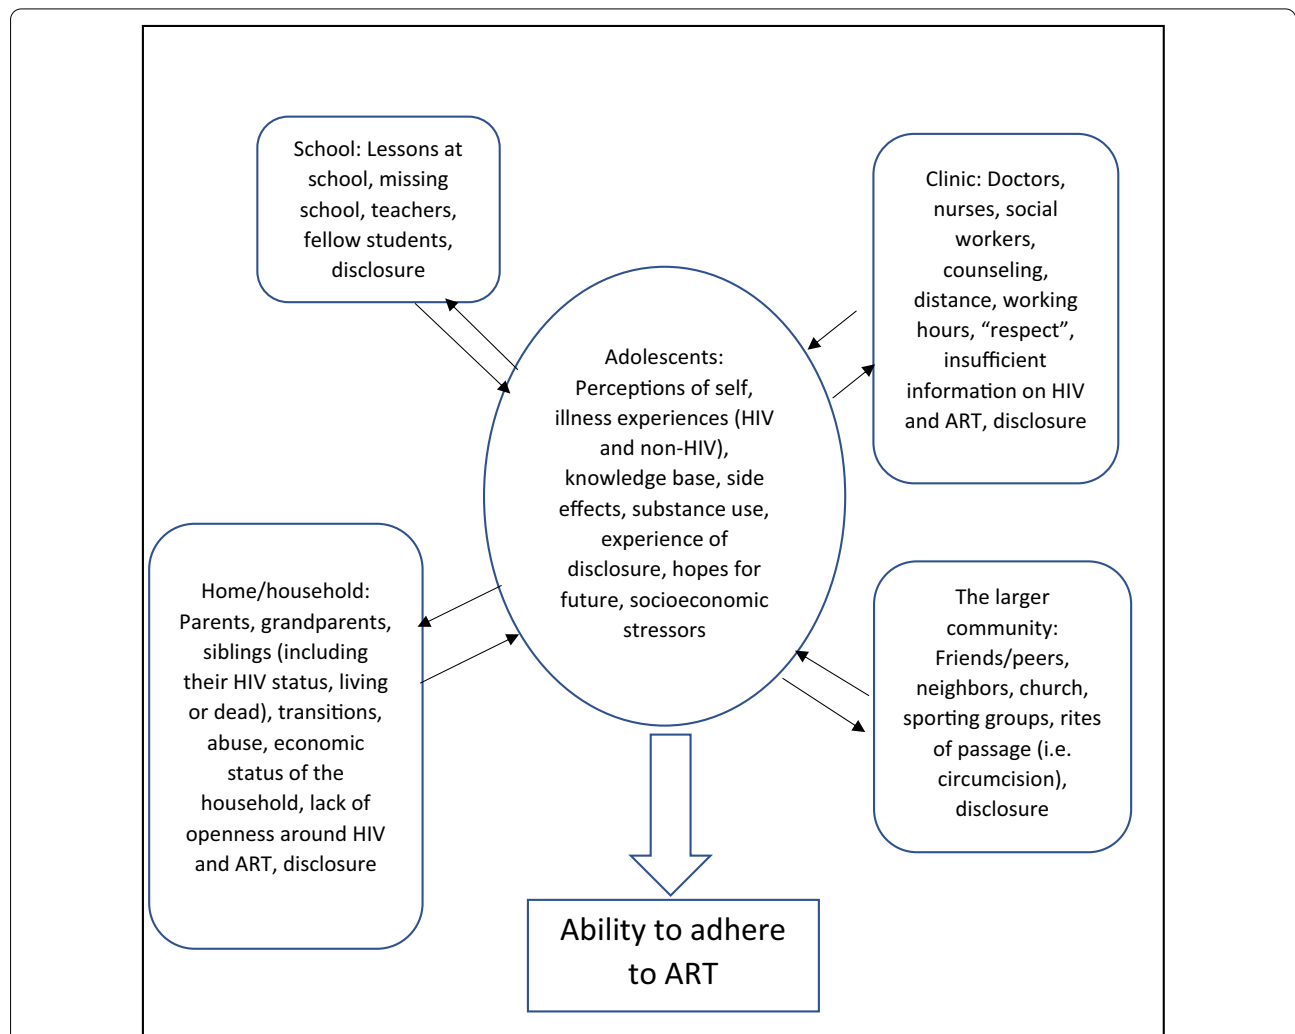 School: Lessons at
school, missing
school, teachers,
fellow students,
disclosure
Clinic: Doctors,
nurses, social
workers,
counseling,
distance, working
hours, “respect”,
insufficient
information on HIV
and ART, disclosure
Adolescents:
Perceptions of self,
illness experiences (HIV
and non-HIV),
knowledge base, side
effects, substance use,
experience of
disclosure, hopes for
future, socioeconomic
stressors
Home/household:
Parents, grandparents,
siblings (including
their HIV status, living
or dead), transitions,
abuse, economic
status of the
household, lack of
openness around HIV
and ART, disclosure
The larger
community:
Friends/peers,
neighbors, church,
sporting groups, rites
of passage (i.e.
circumcision),
disclosure
Ability to adhere
to ART